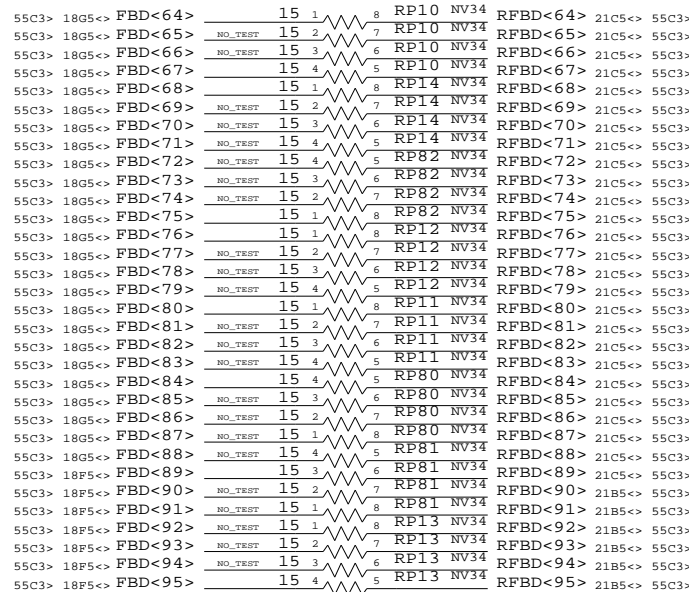 55C3> 18G5<> FBD<64> 15 1 8 RP10 NV34 RFBD<64> 21C5<> 55C3>
55C3> 18G5<> FBD<65> NO_TEST 15 2 7 RP10 NV34 RFBD<65> 21C5<> 55C3>
55C3> 18G5<> FBD<66> NO_TEST 15 3 6 RP10 NV34 RFBD<66> 21C5<> 55C3>
55C3> 18G5<> FBD<67> 15 4 5 RP10 NV34 RFBD<67> 21C5<> 55C3>
55C3> 18G5<> FBD<68> 15 1 8 RP14 NV34 RFBD<68> 21C5<> 55C3>
55C3> 18G5<> FBD<69> NO_TEST 15 2 7 RP14 NV34 RFBD<69> 21C5<> 55C3>
55C3> 18G5<> FBD<70> NO_TEST 15 3 6 RP14 NV34 RFBD<70> 21C5<> 55C3>
55C3> 18G5<> FBD<71> NO_TEST 15 4 5 RP14 NV34 RFBD<71> 21C5<> 55C3>
55C3> 18G5<> FBD<72> NO_TEST 15 4 5 RP82 NV34 RFBD<72> 21C5<> 55C3>
55C3> 18G5<> FBD<73> NO_TEST 15 3 6 RP82 NV34 RFBD<73> 21C5<> 55C3>
55C3> 18G5<> FBD<74> NO_TEST 15 2 7 RP82 NV34 RFBD<74> 21C5<> 55C3>
55C3> 18G5<> FBD<75> 15 1 8 RP82 NV34 RFBD<75> 21C5<> 55C3>
55C3> 18G5<> FBD<76> 15 1 8 RP12 NV34 RFBD<76> 21C5<> 55C3>
55C3> 18G5<> FBD<77> NO_TEST 15 2 7 RP12 NV34 RFBD<77> 21C5<> 55C3>
55C3> 18G5<> FBD<78> NO_TEST 15 3 6 RP12 NV34 RFBD<78> 21C5<> 55C3>
55C3> 18G5<> FBD<79> NO_TEST 15 4 5 RP12 NV34 RFBD<79> 21C5<> 55C3>
55C3> 18G5<> FBD<80> 15 1 8 RP11 NV34 RFBD<80> 21C5<> 55C3>
55C3> 18G5<> FBD<81> NO_TEST 15 2 7 RP11 NV34 RFBD<81> 21C5<> 55C3>
55C3> 18G5<> FBD<82> NO_TEST 15 3 6 RP11 NV34 RFBD<82> 21C5<> 55C3>
55C3> 18G5<> FBD<83> NO_TEST 15 4 5 RP11 NV34 RFBD<83> 21C5<> 55C3>
55C3> 18G5<> FBD<84> 15 4 5 RP80 NV34 RFBD<84> 21C5<> 55C3>
55C3> 18G5<> FBD<85> NO_TEST 15 3 6 RP80 NV34 RFBD<85> 21C5<> 55C3>
55C3> 18G5<> FBD<86> NO_TEST 15 2 7 RP80 NV34 RFBD<86> 21C5<> 55C3>
55C3> 18G5<> FBD<87> NO_TEST 15 1 8 RP80 NV34 RFBD<87> 21C5<> 55C3>
55C3> 18G5<> FBD<88> NO_TEST 15 4 5 RP81 NV34 RFBD<88> 21C5<> 55C3>
55C3> 18F5<> FBD<89> 15 3 6 RP81 NV34 RFBD<89> 21C5<> 55C3>
55C3> 18F5<> FBD<90> NO_TEST 15 2 7 RP81 NV34 RFBD<90> 21B5<> 55C3>
55C3> 18F5<> FBD<91> NO_TEST 15 1 8 RP81 NV34 RFBD<91> 21B5<> 55C3>
55C3> 18F5<> FBD<92> NO_TEST 15 1 8 RP13 NV34 RFBD<92> 21B5<> 55C3>
55C3> 18F5<> FBD<93> NO_TEST 15 2 7 RP13 NV34 RFBD<93> 21B5<> 55C3>
55C3> 18F5<> FBD<94> NO_TEST 15 3 6 RP13 NV34 RFBD<94> 21B5<> 55C3>
55C3> 18F5<> FBD<95> 15 4 5 RP13 NV34 RFBD<95> 21B5<> 55C3>